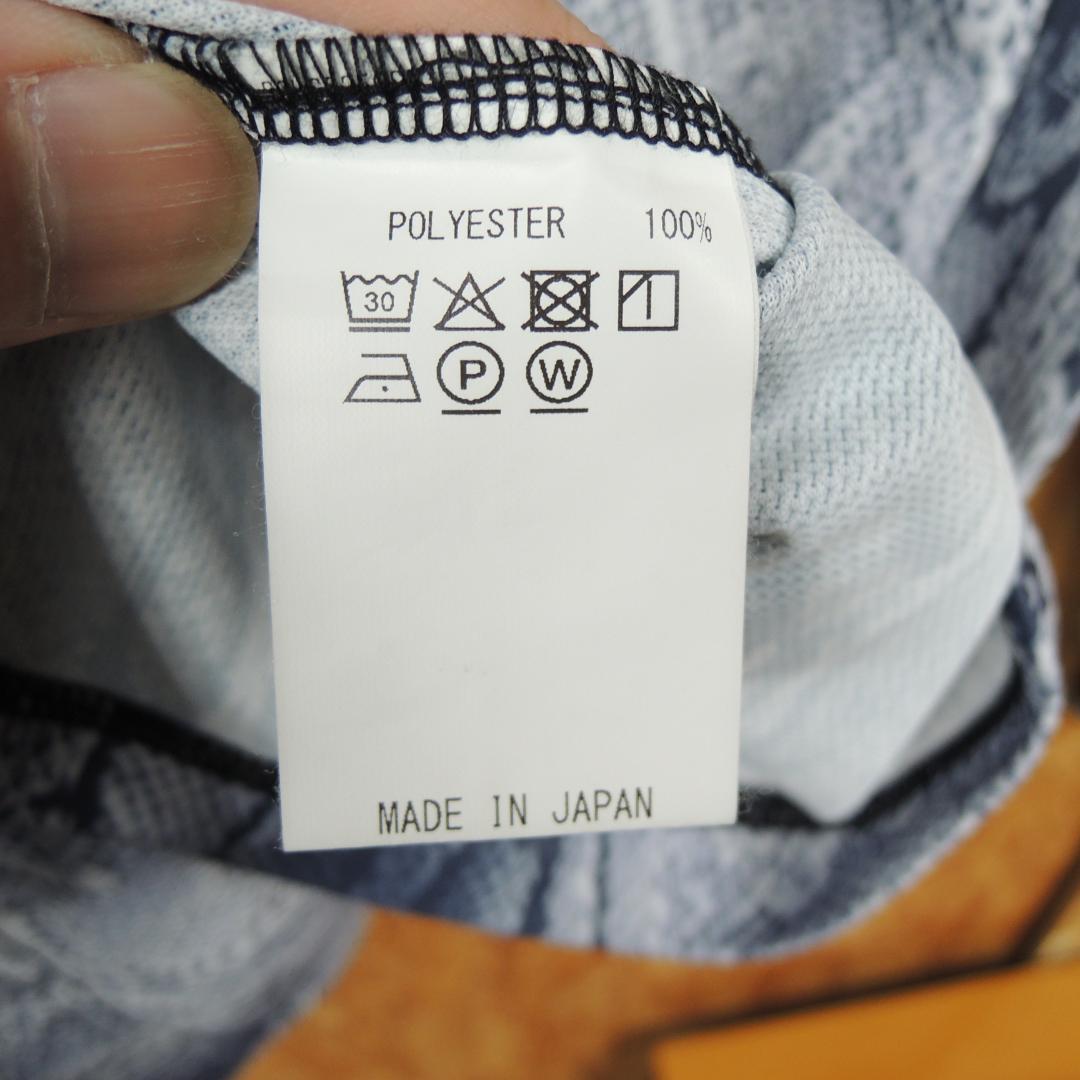 POLYESTER 100%
30
P W
MADE IN JAPAN